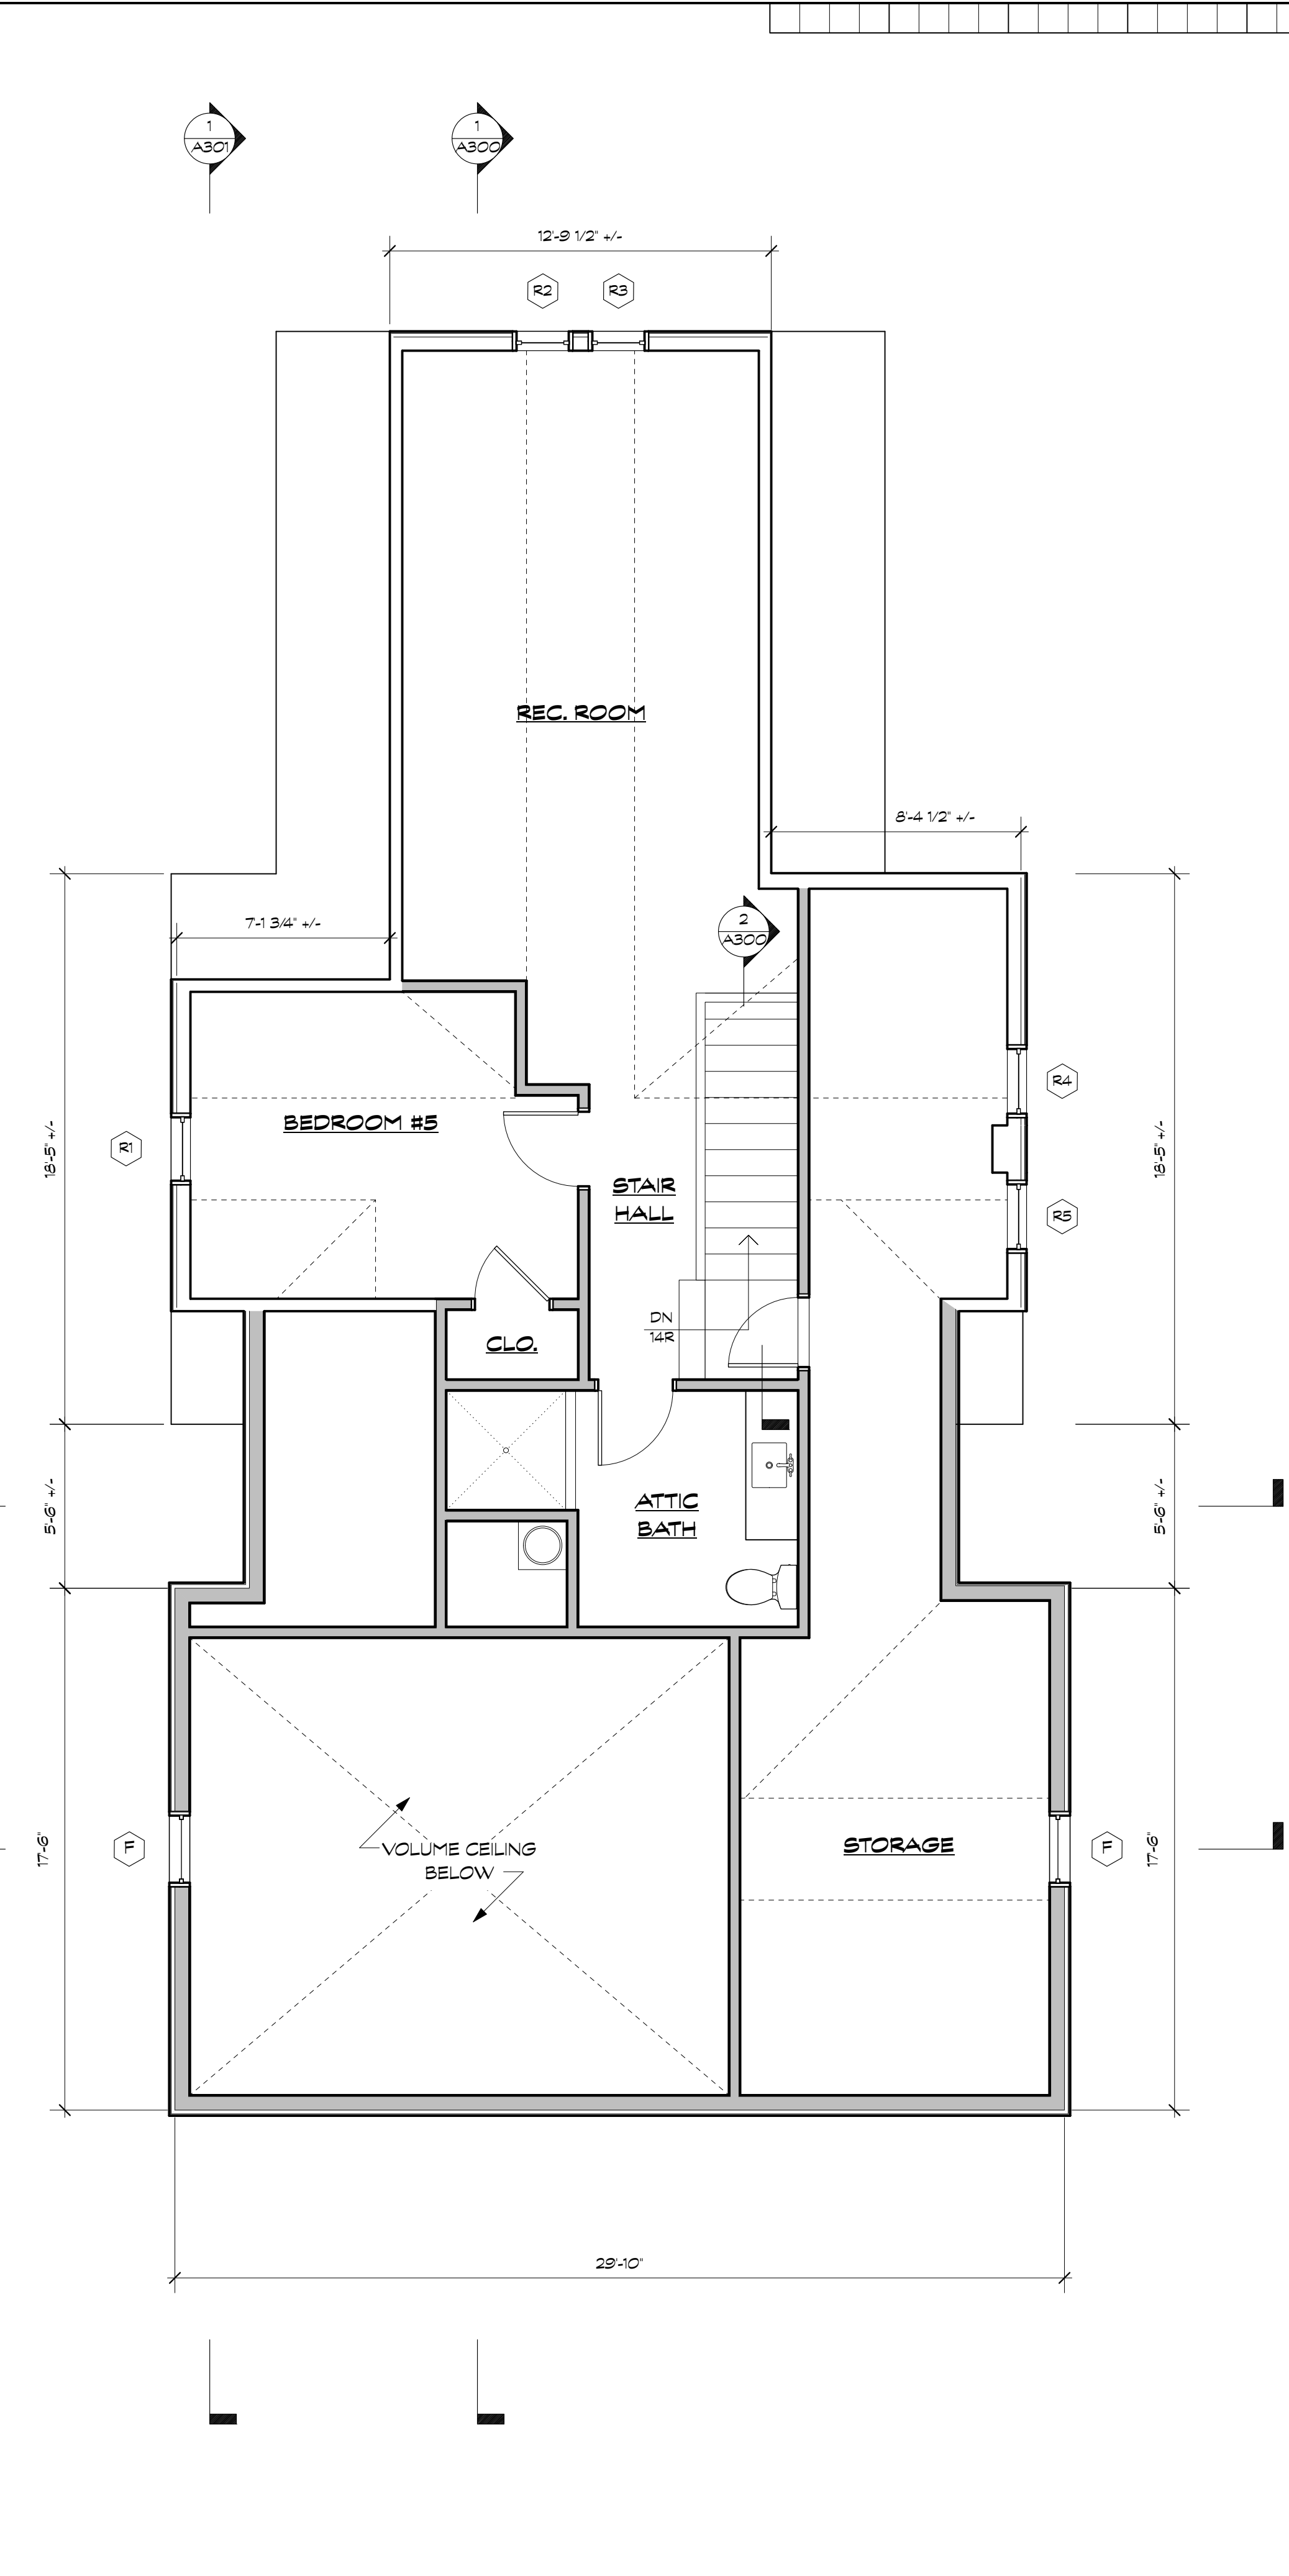 1
A301
1
A300
12'-9 1/2" +/-
R2
R3
REC. ROOM
8'-4 1/2" +/-
7'-1 3/4" +/-
2
A300
R4
BEDROOM #5
R1
18'-5" +/-
18'-5" +/-
STAIR
HALL
R5
DN
14R
CLO.
ATTIC
BATH
5'-6" +/-
5'-6" +/-
VOLUME CEILING
BELOW
STORAGE
F
F
17'-6"
17'-6"
29'-10"